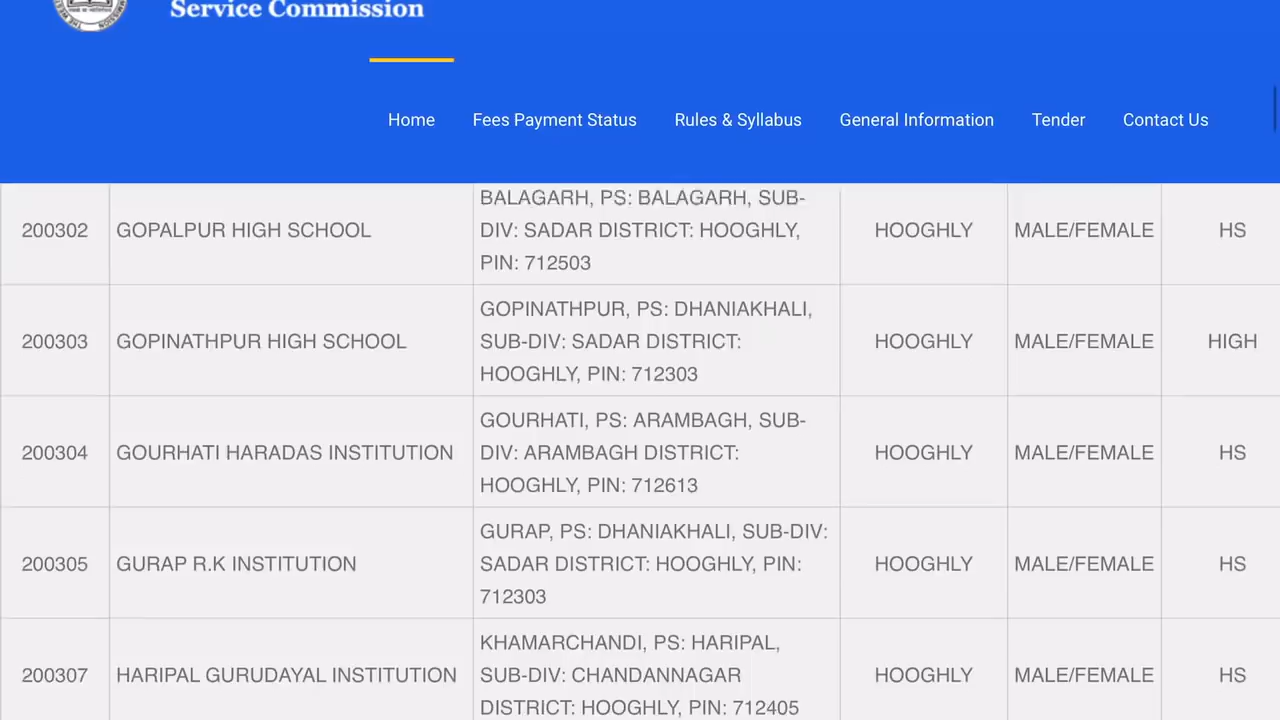 Service Commission
Home Fees Payment Status Rules & Syllabus General Information Tender Contact Us
BALAGARH, PS: BALAGARH, SUB-
200302 GOPALPUR HIGH SCHOOL DIV: SADAR DISTRICT: HOOGHLY, HOOGHLY MALE/FEMALE HS
PIN: 712503
GOPINATHPUR, PS: DHANIAKHALI,
200303 GOPINATHPUR HIGH SCHOOL SUB-DIV: SADAR DISTRICT: HOOGHLY MALE/FEMALE HIGH
HOOGHLY, PIN: 712303
GOURHATI, PS: ARAMBAGH, SUB-
200304 GOURHATI HARADAS INSTITUTION DIV: ARAMBAGH DISTRICT: HOOGHLY MALE/FEMALE HS
HOOGHLY, PIN: 712613
GURAP, PS: DHANIAKHALI, SUB-DIV:
200305 GURAP R.K INSTITUTION SADAR DISTRICT: HOOGHLY, PIN: HOOGHLY MALE/FEMALE HS
712303
KHAMARCHANDI, PS: HARIPAL,
200307 HARIPAL GURUDAYAL INSTITUTION SUB-DIV: CHANDANNAGAR HOOGHLY MALE/FEMALE HS
DISTRICT: HOOGHLY, PIN: 712405